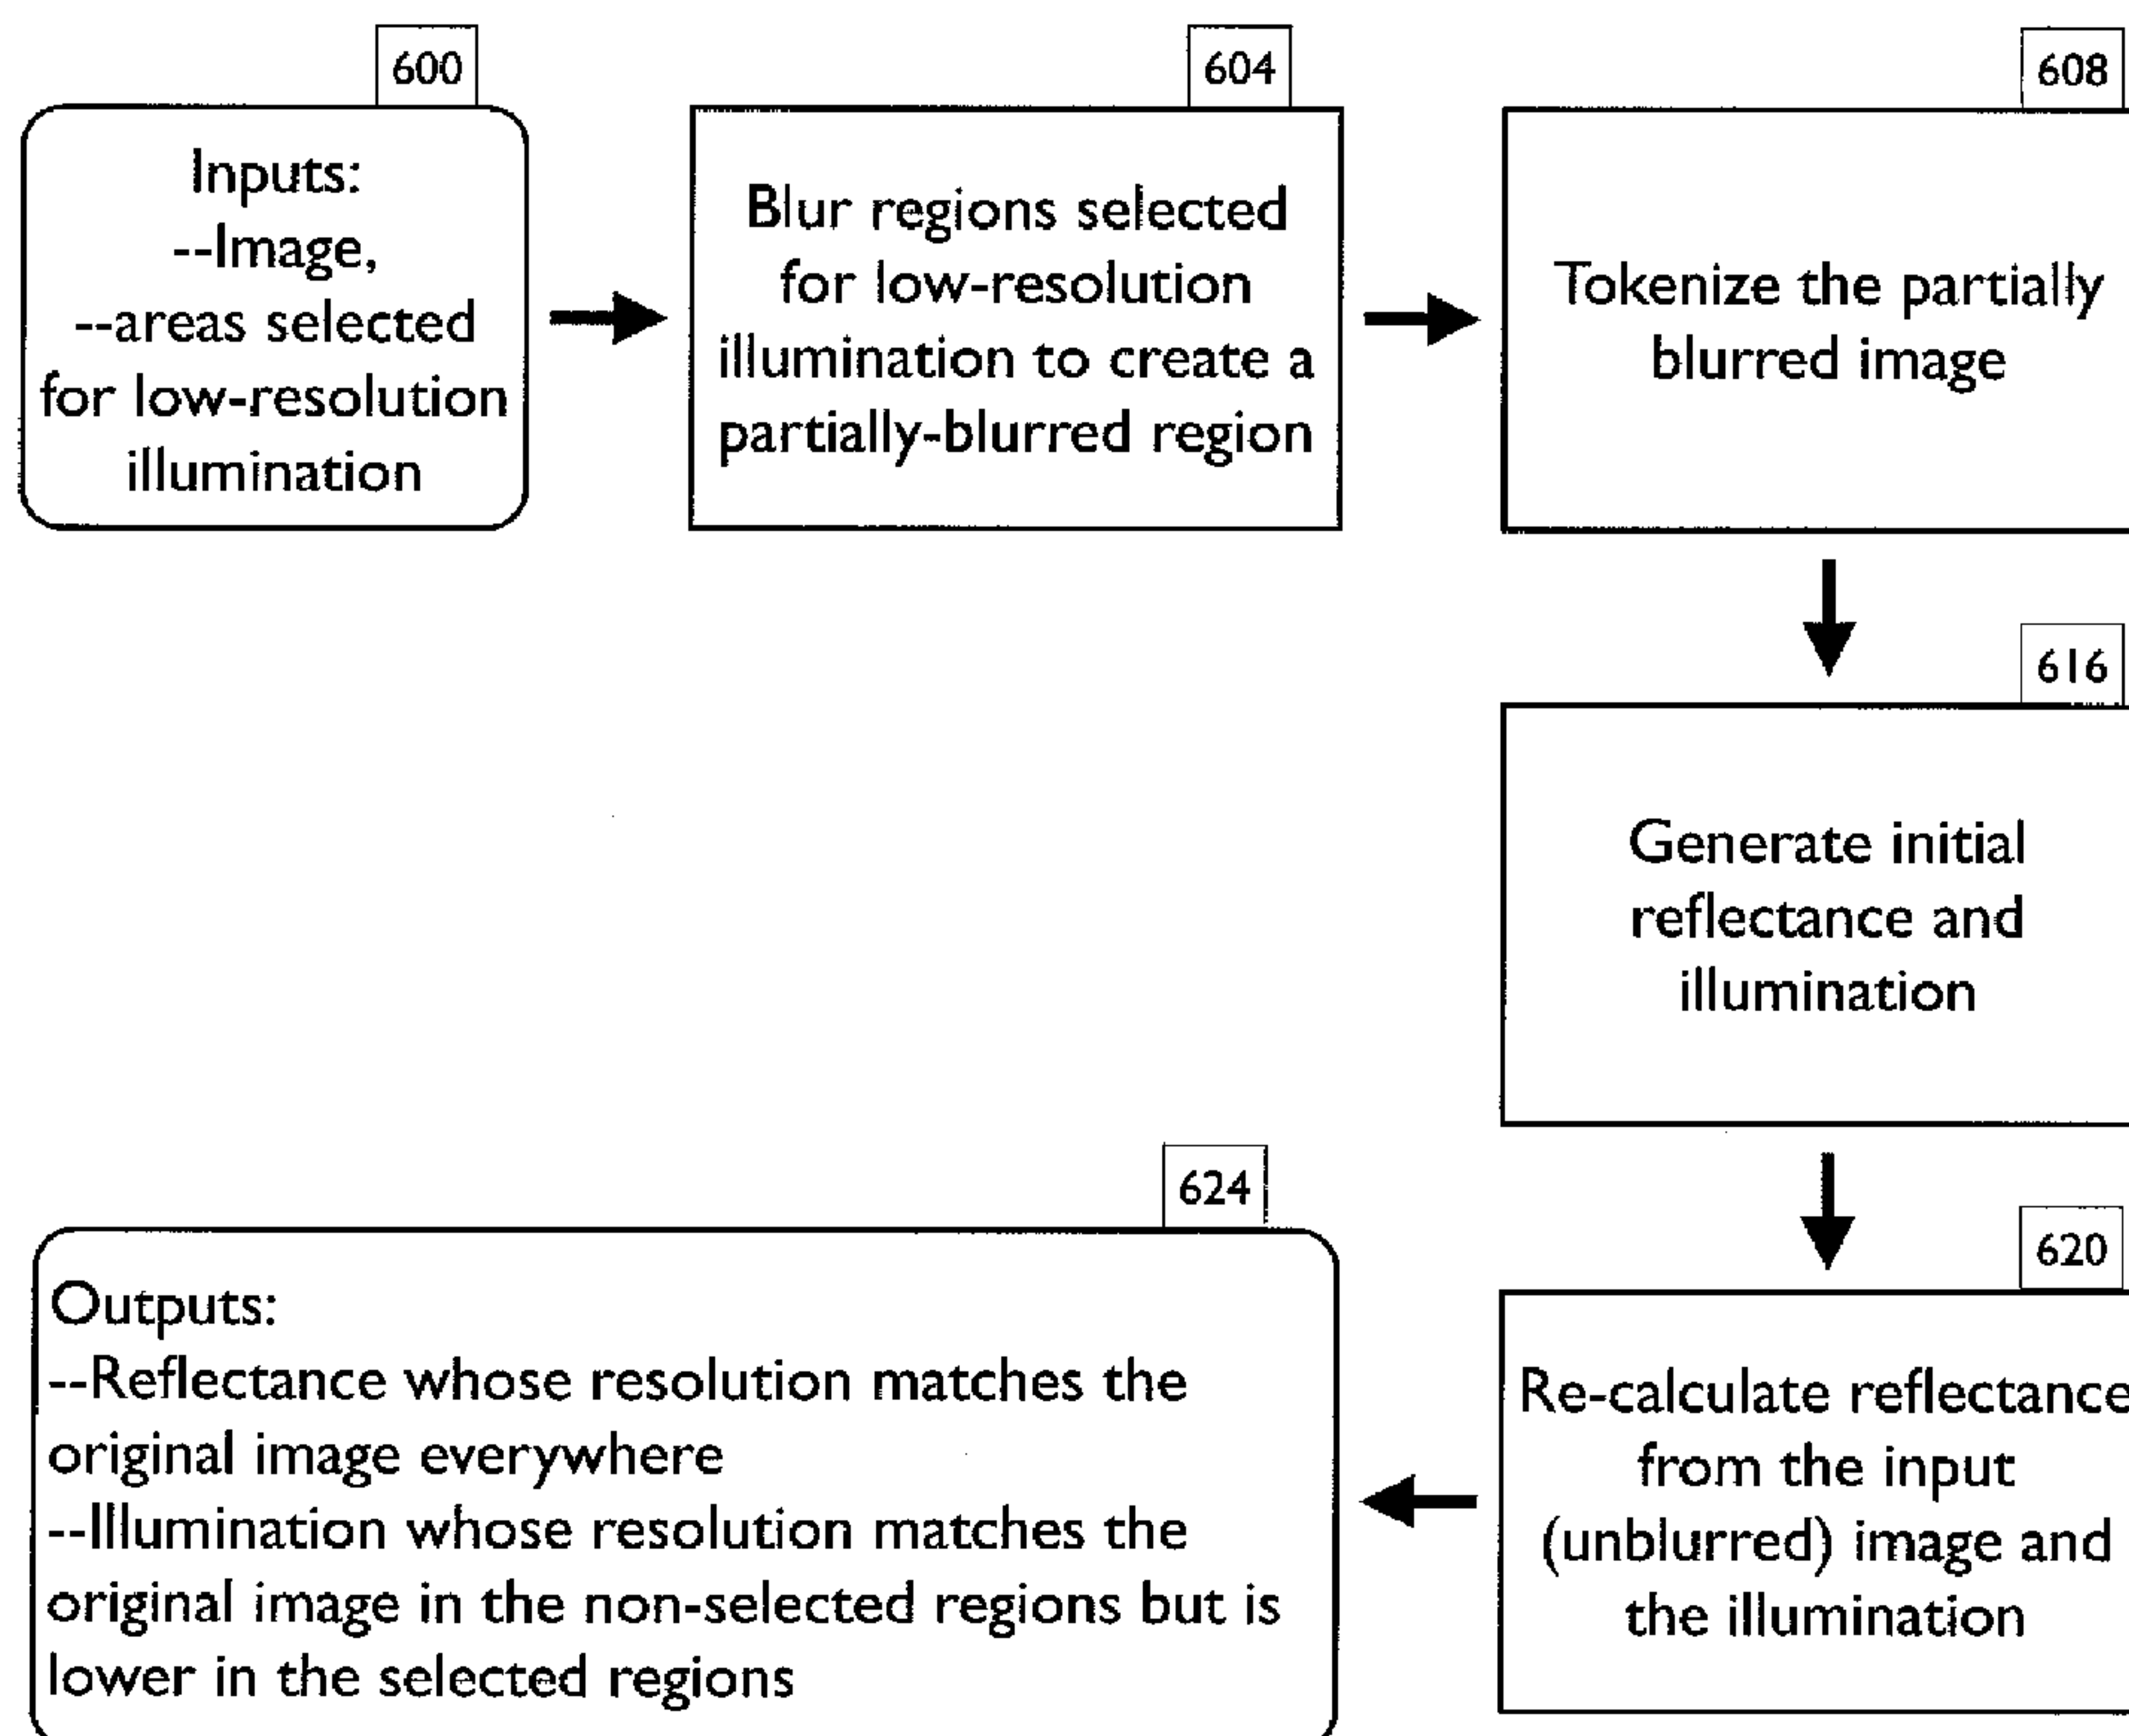 600
Inputs:
--Image,
--areas selected
for low-resolution
illumination
604
Blur regions selected
for low-resolution
illumination to create a
partially-blurred region
608
Tokenize the partially
blurred image
616
Generate initial
reflectance and
illumination
620
Re-calculate reflectance
from the input
(unblurred) image and
the illumination
624
Outputs:
--Reflectance whose resolution matches the
original image everywhere
--Illumination whose resolution matches the
original image in the non-selected regions but is
lower in the selected regions